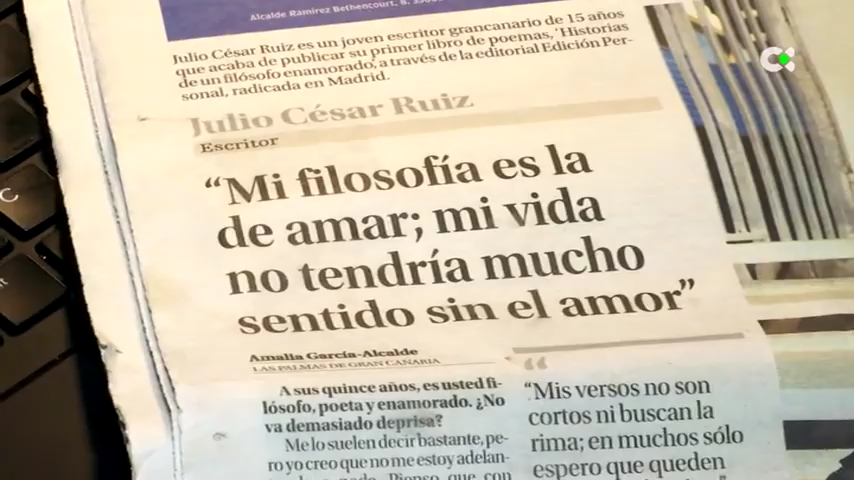 Alcalde Ramírez Bethencourt, 8.
Julio César Ruiz es un joven escritor grancanario de 15 años
que acaba de publicar su primer libro de poemas, 'Historias
de un filósofo enamorado', a través de la editorial Edición Per-
sonal, radicada en Madrid.
Julio César Ruiz
Escritor
“Mi filosofía es la
de amar; mi vida
no tendría mucho
sentido sin el amor”
Amalia García-Alcalde
LAS PALMAS DE GRAN CANARIA
A sus quince años, es usted fi-
lósofo, poeta y enamorado. ¿No
va demasiado deprisa?
Me lo suelen decir bastante, pe-
ro yo creo que no me estoy adelan-
“Mis versos no son
cortos ni buscan la
rima; en muchos sólo
espero que queden
C